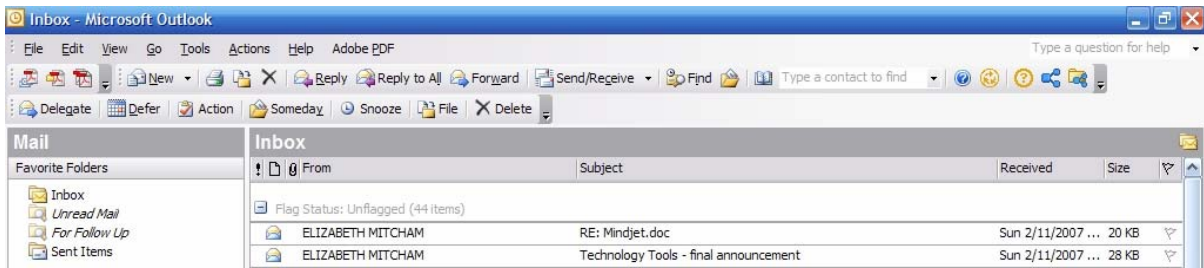 Inbox - Microsoft Outlook
File Edit View Go Tools Actions Help Adobe PDF Type a question for help
New Reply Reply to All Forward Send/Receive Find Type a contact to find
Delegate Defer Action Someday Snooze File Delete
Mail Inbox
Favorite Folders ! From Subject Received Size
Inbox
Flag Status: Unflagged (44 items)
Unread Mail
For Follow Up ELIZABETH MITCHAM RE: Mindjet.doc Sun 2/11/2007 ... 20 KB
Sent Items ELIZABETH MITCHAM Technology Tools - final announcement Sun 2/11/2007 ... 28 KB